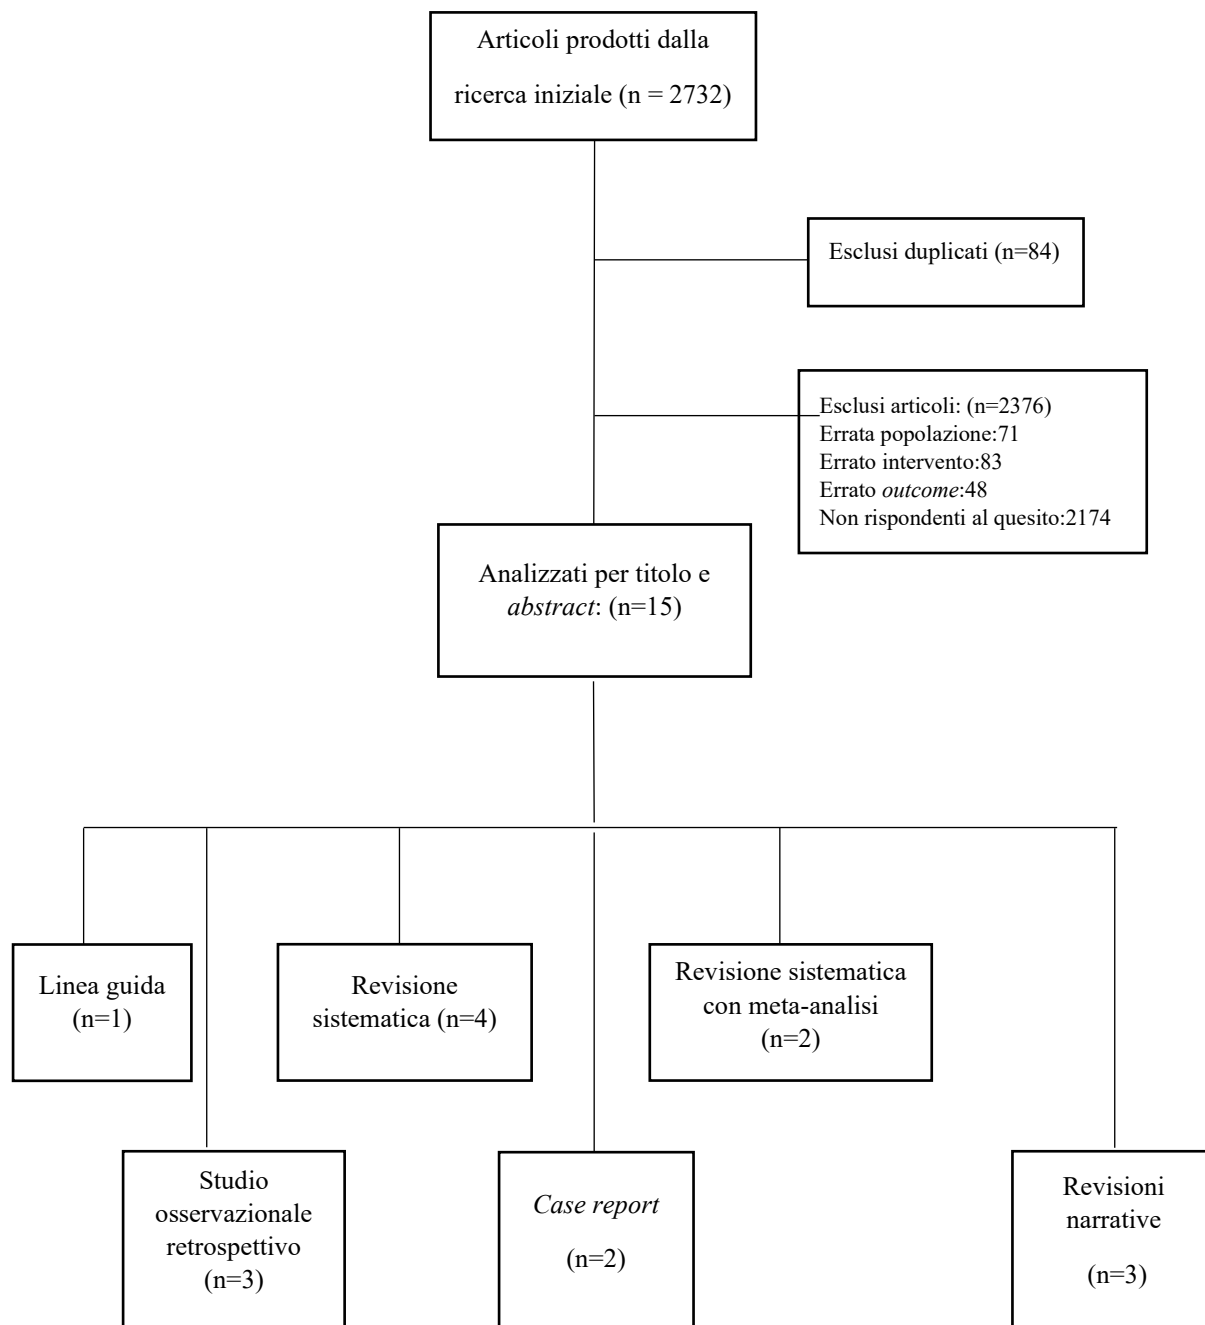 Articoli prodotti dalla
ricerca iniziale (n = 2732)
Esclusi duplicati (n=84)
Esclusi articoli: (n=2376)
Errata popolazione:71
Errato intervento:83
Errato outcome:48
Non rispondenti al quesito:2174
Analizzati per titolo e
abstract: (n=15)
Linea guida
(n=1)
Revisione
sistematica (n=4)
Revisione sistematica
con meta-analisi
(n=2)
Studio
osservazionale
retrospettivo
(n=3)
Case report
(n=2)
Revisioni
narrative
(n=3)